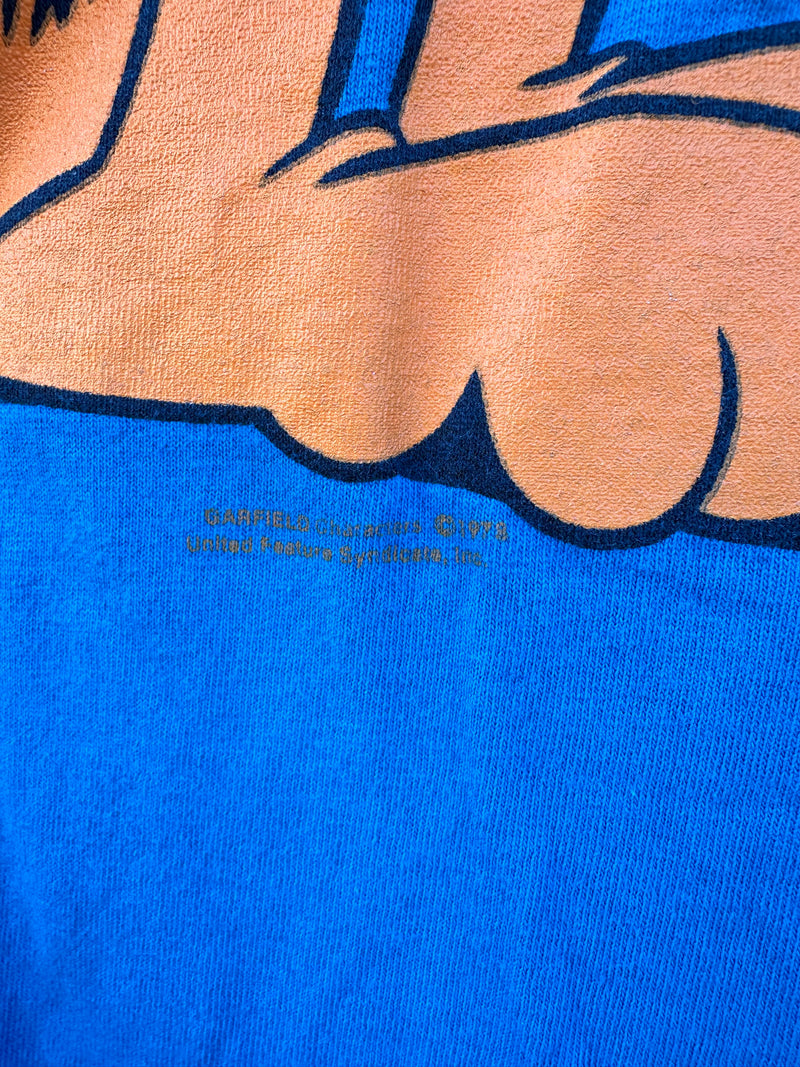 GARFIELD Characters ©1978
United Feature Syndicate, Inc.